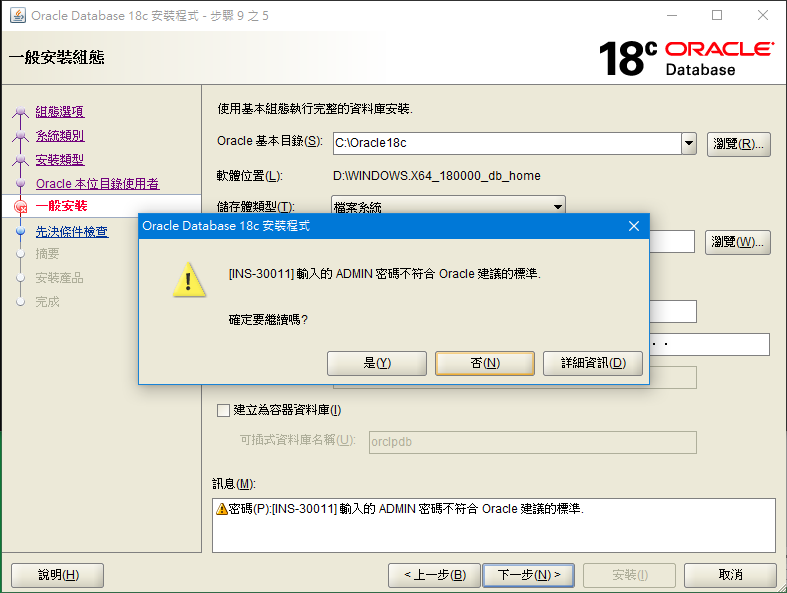 Oracle Database 18c 安裝程式 - 步驟 9 之 5
一般安裝組態
18c ORACLE Database
組態選項
系統類別
安裝類型
Oracle 本位目錄使用者
一般安裝
先決條件檢查
摘要
安裝產品
完成
使用基本組態執行完整的資料庫安裝.
Oracle 基本目錄(S): C:\Oracle18c 瀏覽(R)...
軟體位置(L): D:\WINDOWS.X64_180000_db_home
儲存體類型(T): 檔案系統
瀏覽(W)...
Oracle Database 18c 安裝程式
[INS-30011] 輸入的 ADMIN 密碼不符合 Oracle 建議的標準.
確定要繼續嗎?
是(Y) 否(N) 詳細資訊(D)
建立為容器資料庫(I)
可插式資料庫名稱(U): orclpdb
訊息(M):
密碼(P):[INS-30011] 輸入的 ADMIN 密碼不符合 Oracle 建議的標準.
說明(H) < 上一步(B) 下一步(N) > 安裝(I) 取消